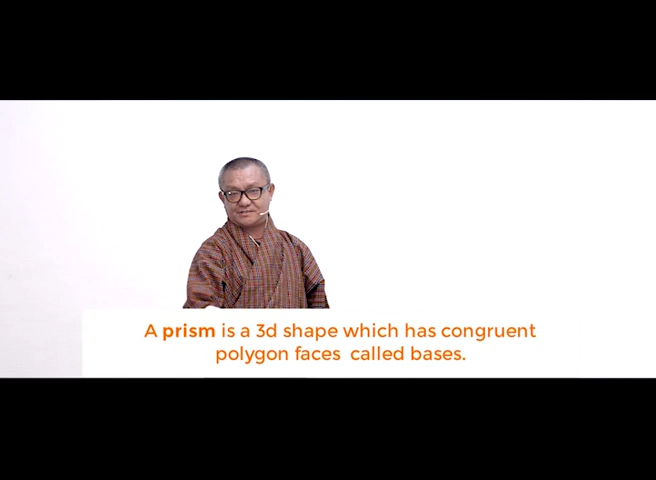 A prism is a 3d shape which has congruent
polygon faces called bases.